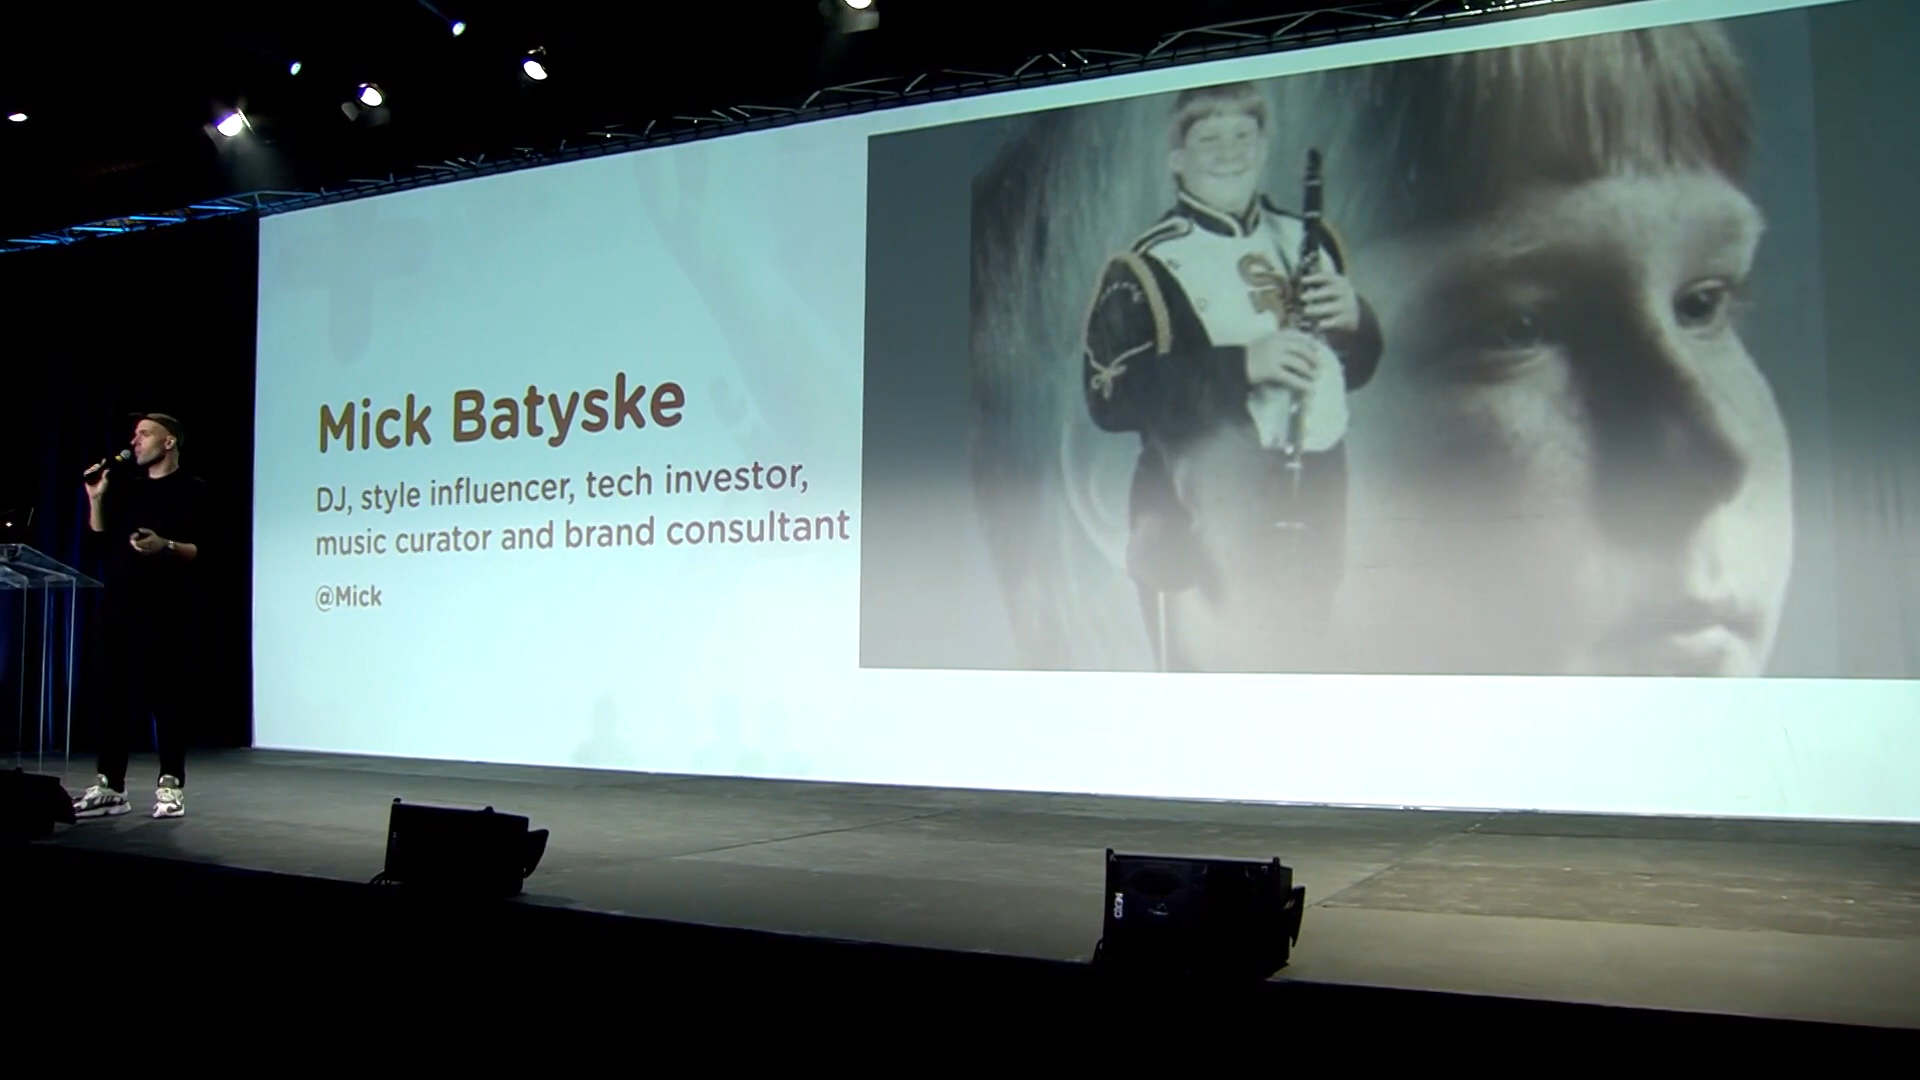 Mick Batyske
DJ, style influencer, tech investor,
music curator and brand consultant
@Mick